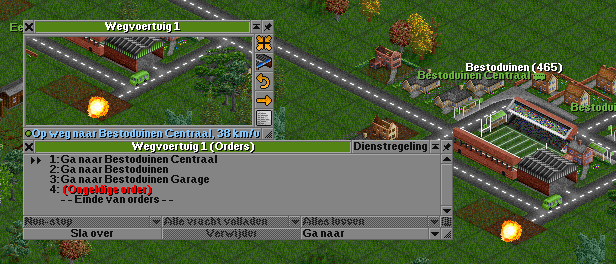 Wegvoertuig 1
Bestoduinen (465)
Bestoduinen Centraal
Bestoduinen
Op weg naar Bestoduinen Centraal, 38 km/u
Wegvoertuig 1 (Orders)
Dienstregeling
1: Ga naar Bestoduinen Centraal
2: Ga naar Bestoduinen
3: Ga naar Bestoduinen Garage
4: (Ongeldige order)
- - Einde van orders - -
Non-stop
Alle vracht volladen
Alles lossen
Sla over
Verwijder
Ga naar